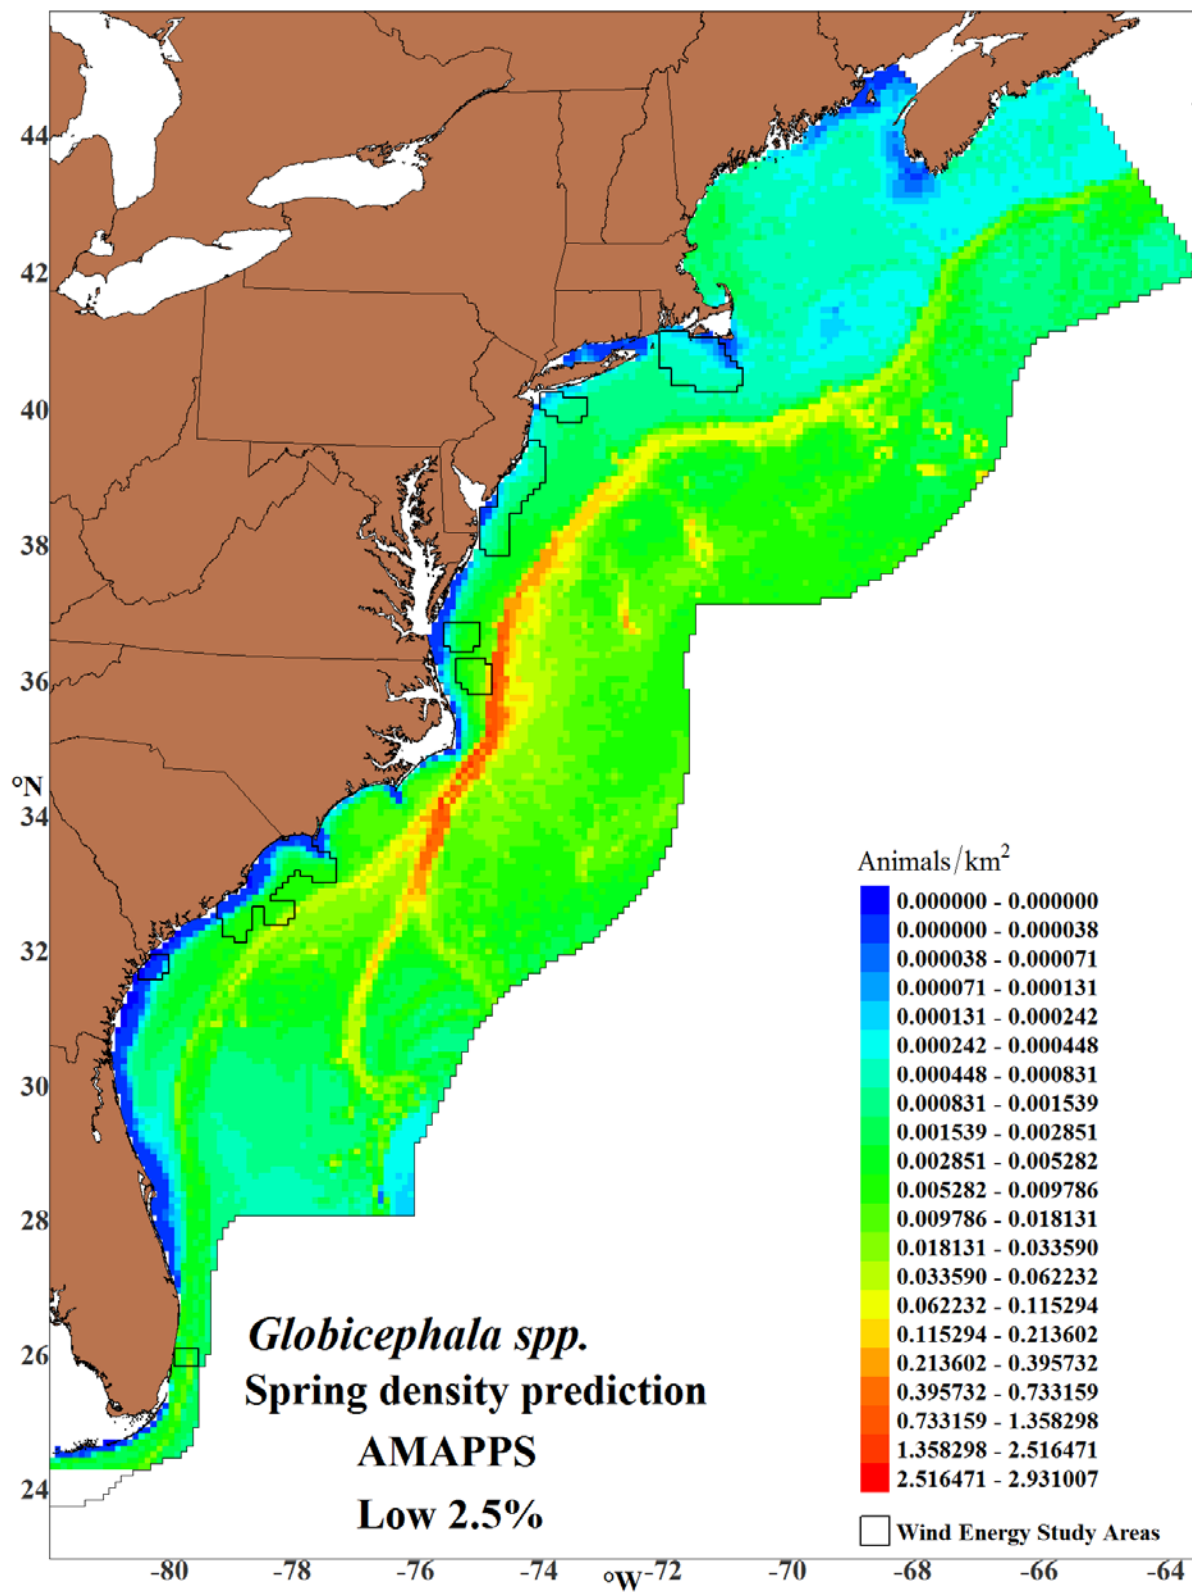 44
42
40
38
36
°N
34
32
30
28
26
24
Animals/km²
0.000000 - 0.000000
0.000000 - 0.000038
0.000038 - 0.000071
0.000071 - 0.000131
0.000131 - 0.000242
0.000242 - 0.000448
0.000448 - 0.000831
0.000831 - 0.001539
0.001539 - 0.002851
0.002851 - 0.005282
0.005282 - 0.009786
0.009786 - 0.018131
0.018131 - 0.033590
0.033590 - 0.062232
0.062232 - 0.115294
0.115294 - 0.213602
0.213602 - 0.395732
0.395732 - 0.733159
0.733159 - 1.358298
1.358298 - 2.516471
2.516471 - 2.931007
Wind Energy Study Areas
Globicephala spp.
Spring density prediction
AMAPPS
Low 2.5%
-80 -78 -76 -74 °W -72 -70 -68 -66 -64